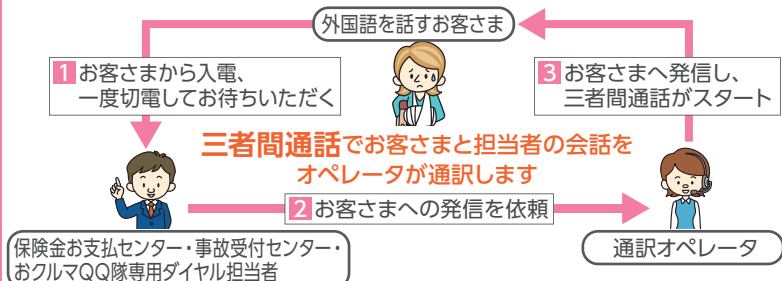 外国語を話すお客さま
1 お客さまから入電、
一度切電してお待ちいただく
3 お客さまへ発信し、
三者間通話がスタート
三者間通話でお客さまと担当者の会話を
オペレータが通訳します
2 お客さまへの発信を依頼
保険金お支払センター・事故受付センター・
おクルマQQ隊専用ダイヤル担当者
通訳オペレータ